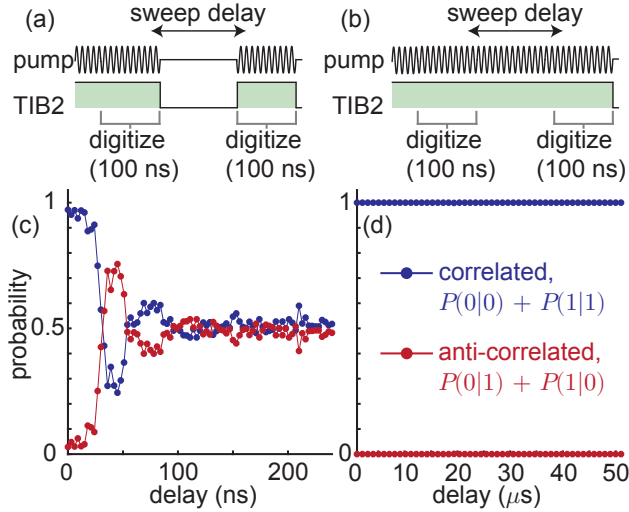 (a)
sweep delay
pump
TIB2
digitize
(100 ns)
digitize
(100 ns)
(b)
sweep delay
pump
TIB2
digitize
(100 ns)
digitize
(100 ns)
(c)
1
0.5
0
probability
0
100
200
delay (ns)
(d)
1
0
correlated,
P(0|0) + P(1|1)
anti-correlated,
P(0|1) + P(1|0)
0
10
20
30
40
50
delay (μs)